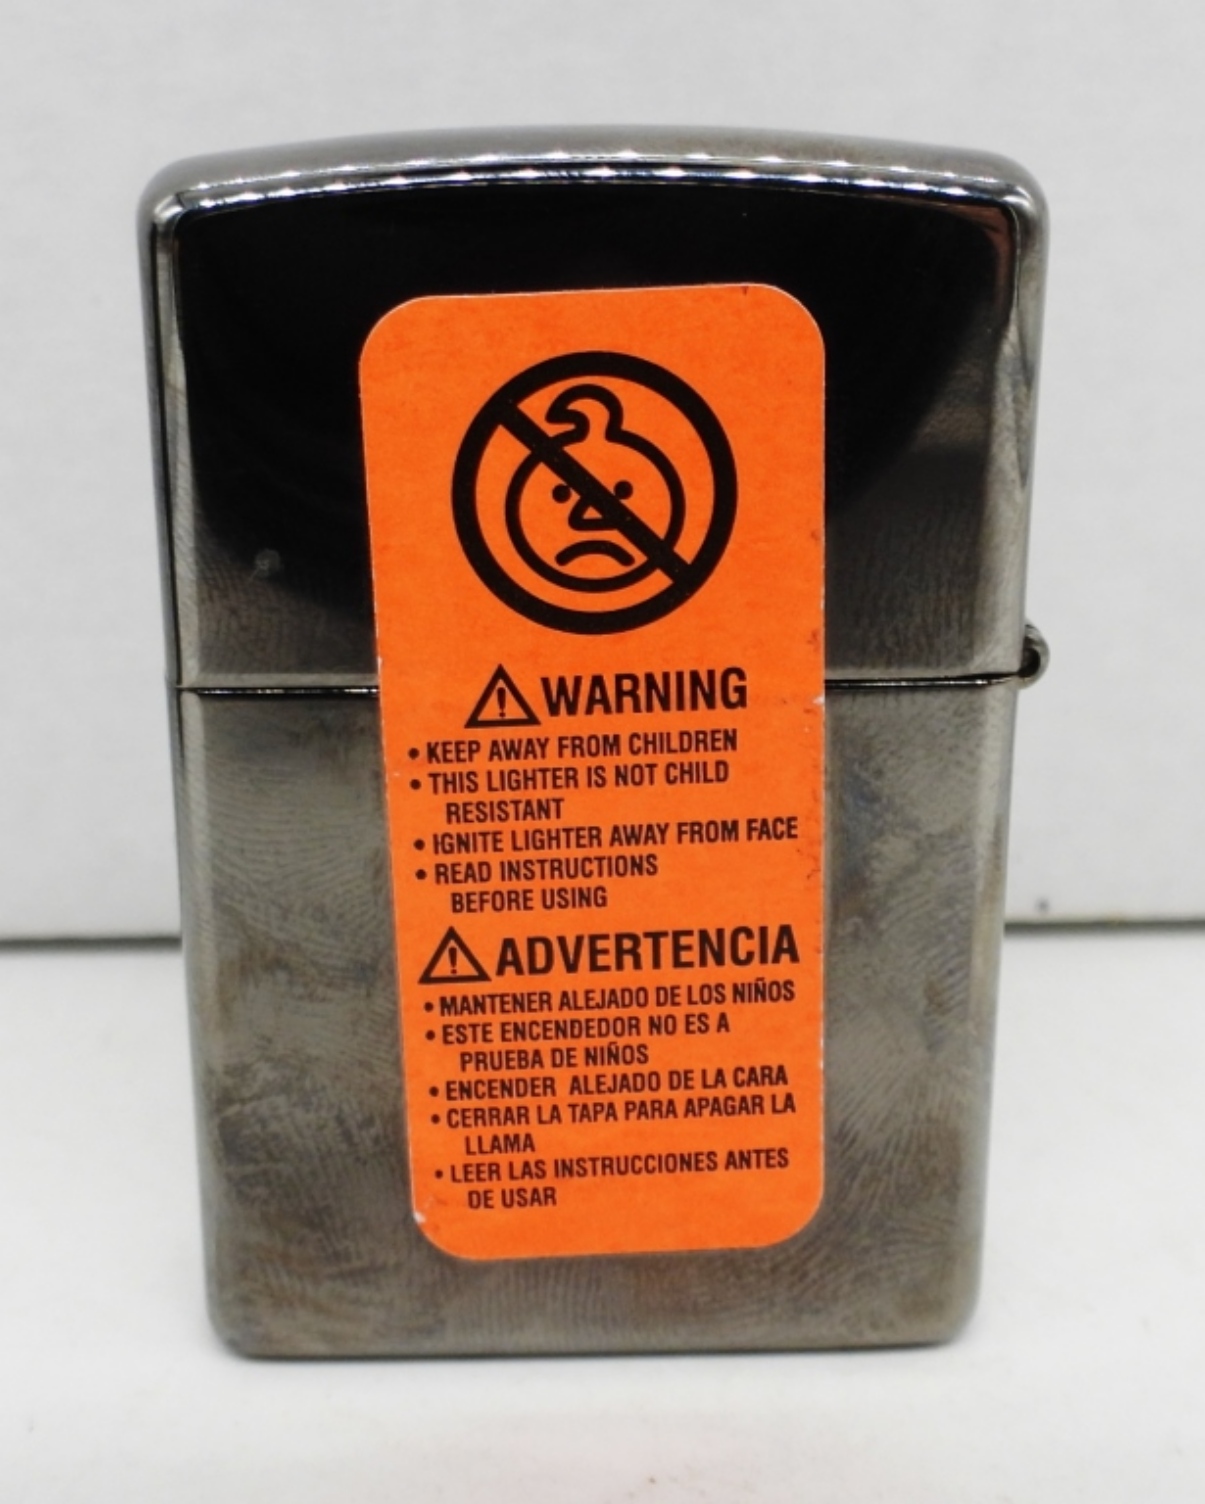 ⚠ WARNING
• KEEP AWAY FROM CHILDREN
• THIS LIGHTER IS NOT CHILD
RESISTANT
• IGNITE LIGHTER AWAY FROM FACE
• READ INSTRUCTIONS
BEFORE USING
⚠ ADVERTENCIA
• MANTENER ALEJADO DE LOS NIÑOS
• ESTE ENCENDEDOR NO ES A
PRUEBA DE NIÑOS
• ENCENDER ALEJADO DE LA CARA
• CERRAR LA TAPA PARA APAGAR LA
LLAMA
• LEER LAS INSTRUCCIONES ANTES
DE USAR